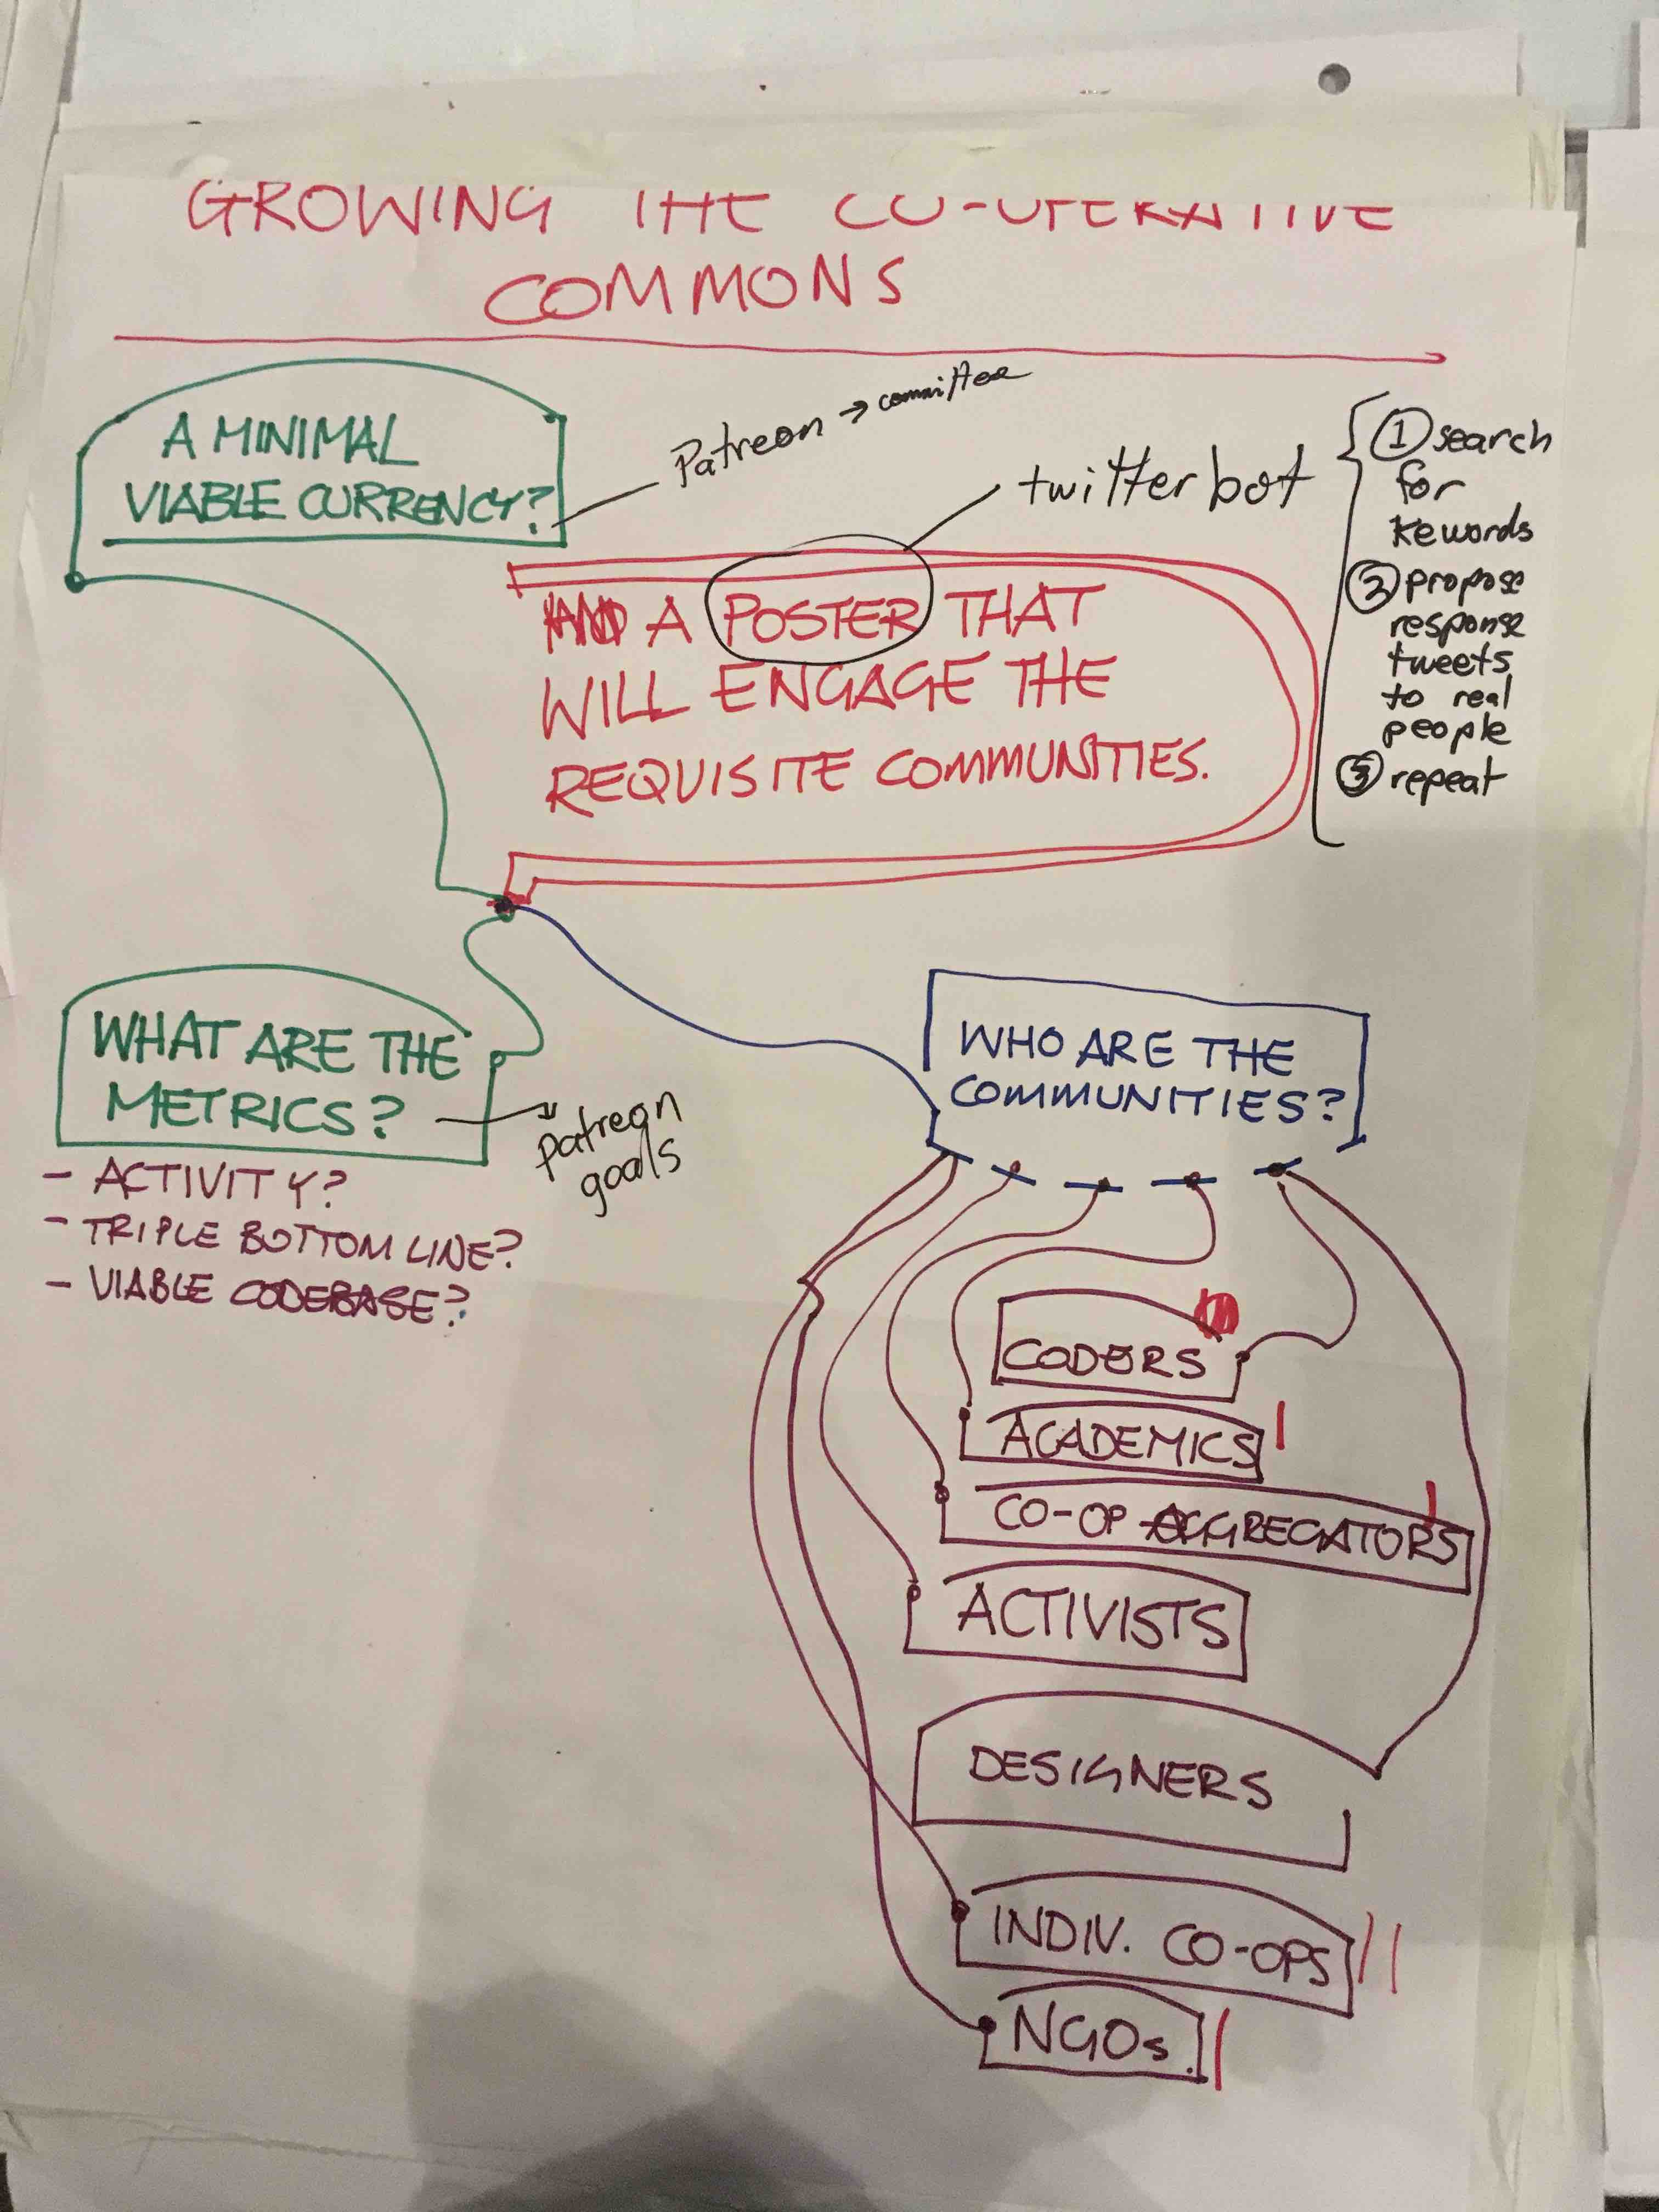 GROWING THE CO-OPERATIVE
COMMONS
A MINIMAL
VIABLE CURRENCY?
Patreon → committee
twitter bot
① search
for
kewords
② propose
response
tweets
to real
people
③ repeat
AND A POSTER THAT
WILL ENGAGE THE
REQUISITE COMMUNITIES.
WHAT ARE THE
METRICS?
patreon
goals
- ACTIVITY?
- TRIPLE BOTTOM LINE?
- VIABLE CODEBASE?
WHO ARE THE
COMMUNITIES?
CODERS
ACADEMICS
CO-OP AGGREGATORS
ACTIVISTS
DESIGNERS
INDIV. CO-OPS
NGOs.